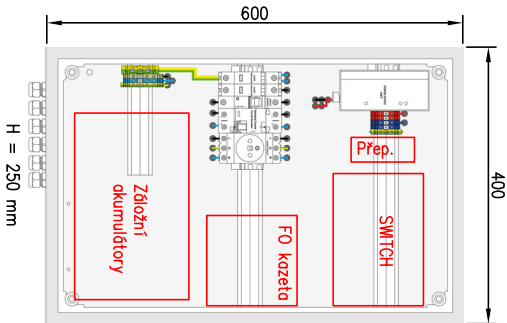 600
400
H = 250 mm
Přep.
Záložní
akumulátory
FO kazeta
SWITCH